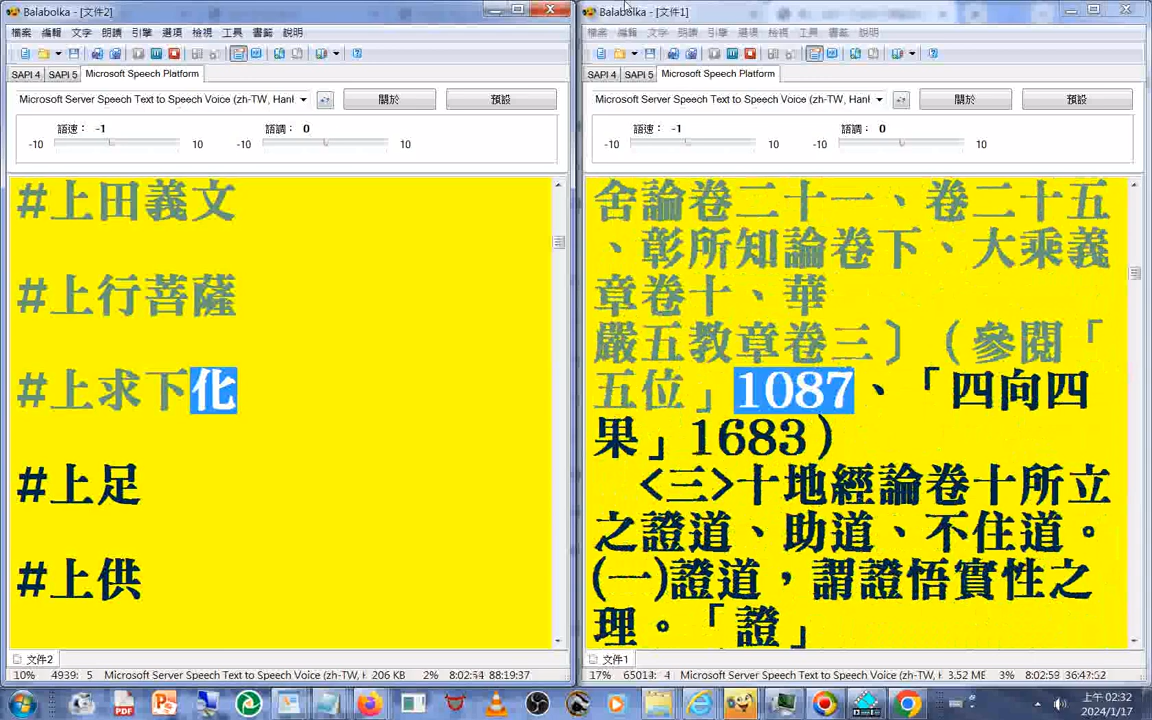 Balabolka - [文件2]
檔案 編輯 文字 朗讀 引擎 選項 檢視 工具 書籤 說明
SAPI 4 SAPI 5 Microsoft Speech Platform
Microsoft Server Speech Text to Speech Voice (zh-TW, Hanl
關於 預設
語速： -1 語調： 0
-10 10 -10 10
#上田義文
#上行菩薩
#上求下化
#上足
#上供
文件2
10% 4939: 5 Microsoft Server Speech Text to Speech Voice (zh-TW, H 206 KB 2% 8:02:54 88:19:37
Balabolka - [文件1]
檔案 編輯 文字 朗讀 引擎 選項 檢視 工具 書籤 說明
SAPI 4 SAPI 5 Microsoft Speech Platform
Microsoft Server Speech Text to Speech Voice (zh-TW, Hanl
關於 預設
語速： -1 語調： 0
-10 10 -10 10
舍論卷二十一、卷二十五
、彰所知論卷下、大乘義
章卷十、華
嚴五教章卷三〕（參閱「
五位」1087、「四向四
果」1683）
<三>十地經論卷十所立
之證道、助道、不住道。
(一)證道，謂證悟實性之
理。「證」
文件1
17% 65014: 4 Microsoft Server Speech Text to Speech Voice (zh-TW, H 3.52 MB 3% 8:02:59 36:47:52
PDF
上午 02:32
2024/1/17